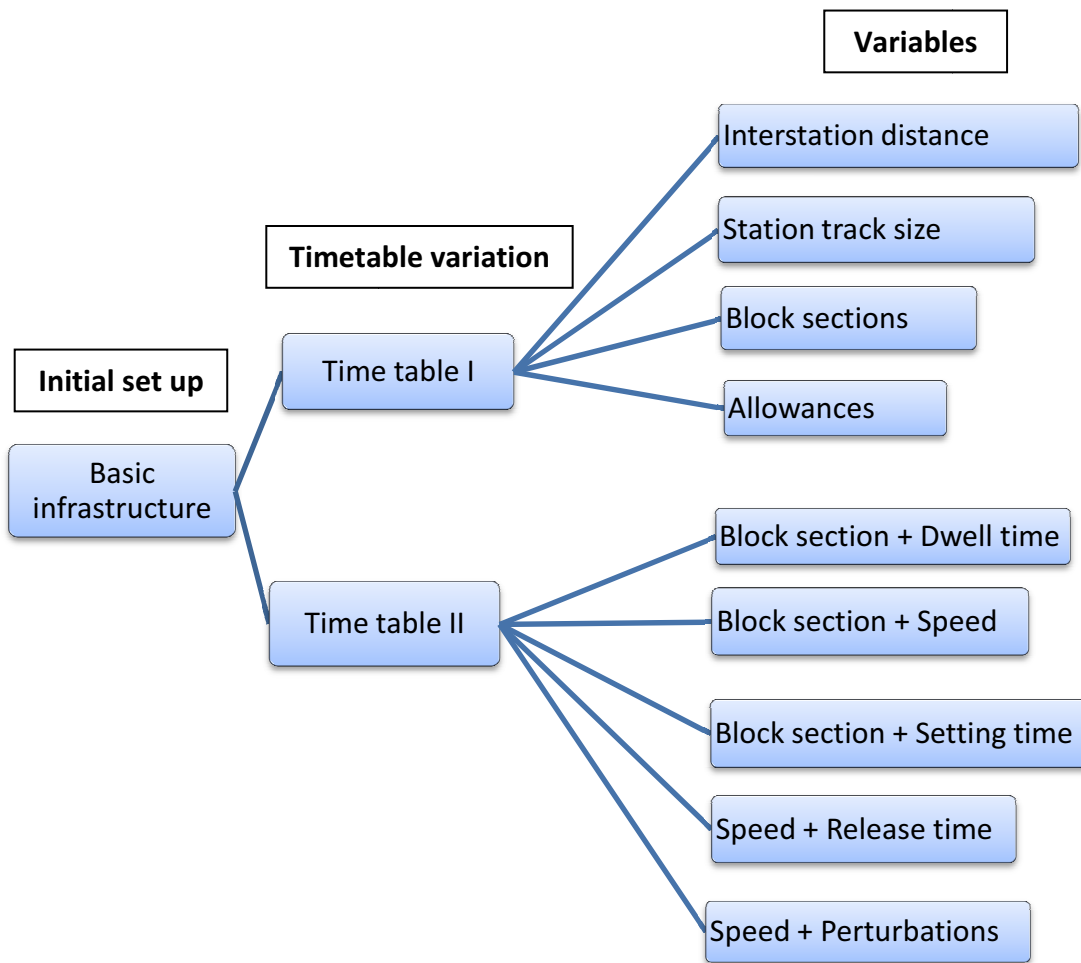 Variables
Interstation distance
Station track size
Timetable variation
Block sections
Time table I
Initial set up
Allowances
Basic
infrastructure
Block section + Dwell time
Time table II
Block section + Speed
Block section + Setting time
Speed + Release time
Speed + Perturbations